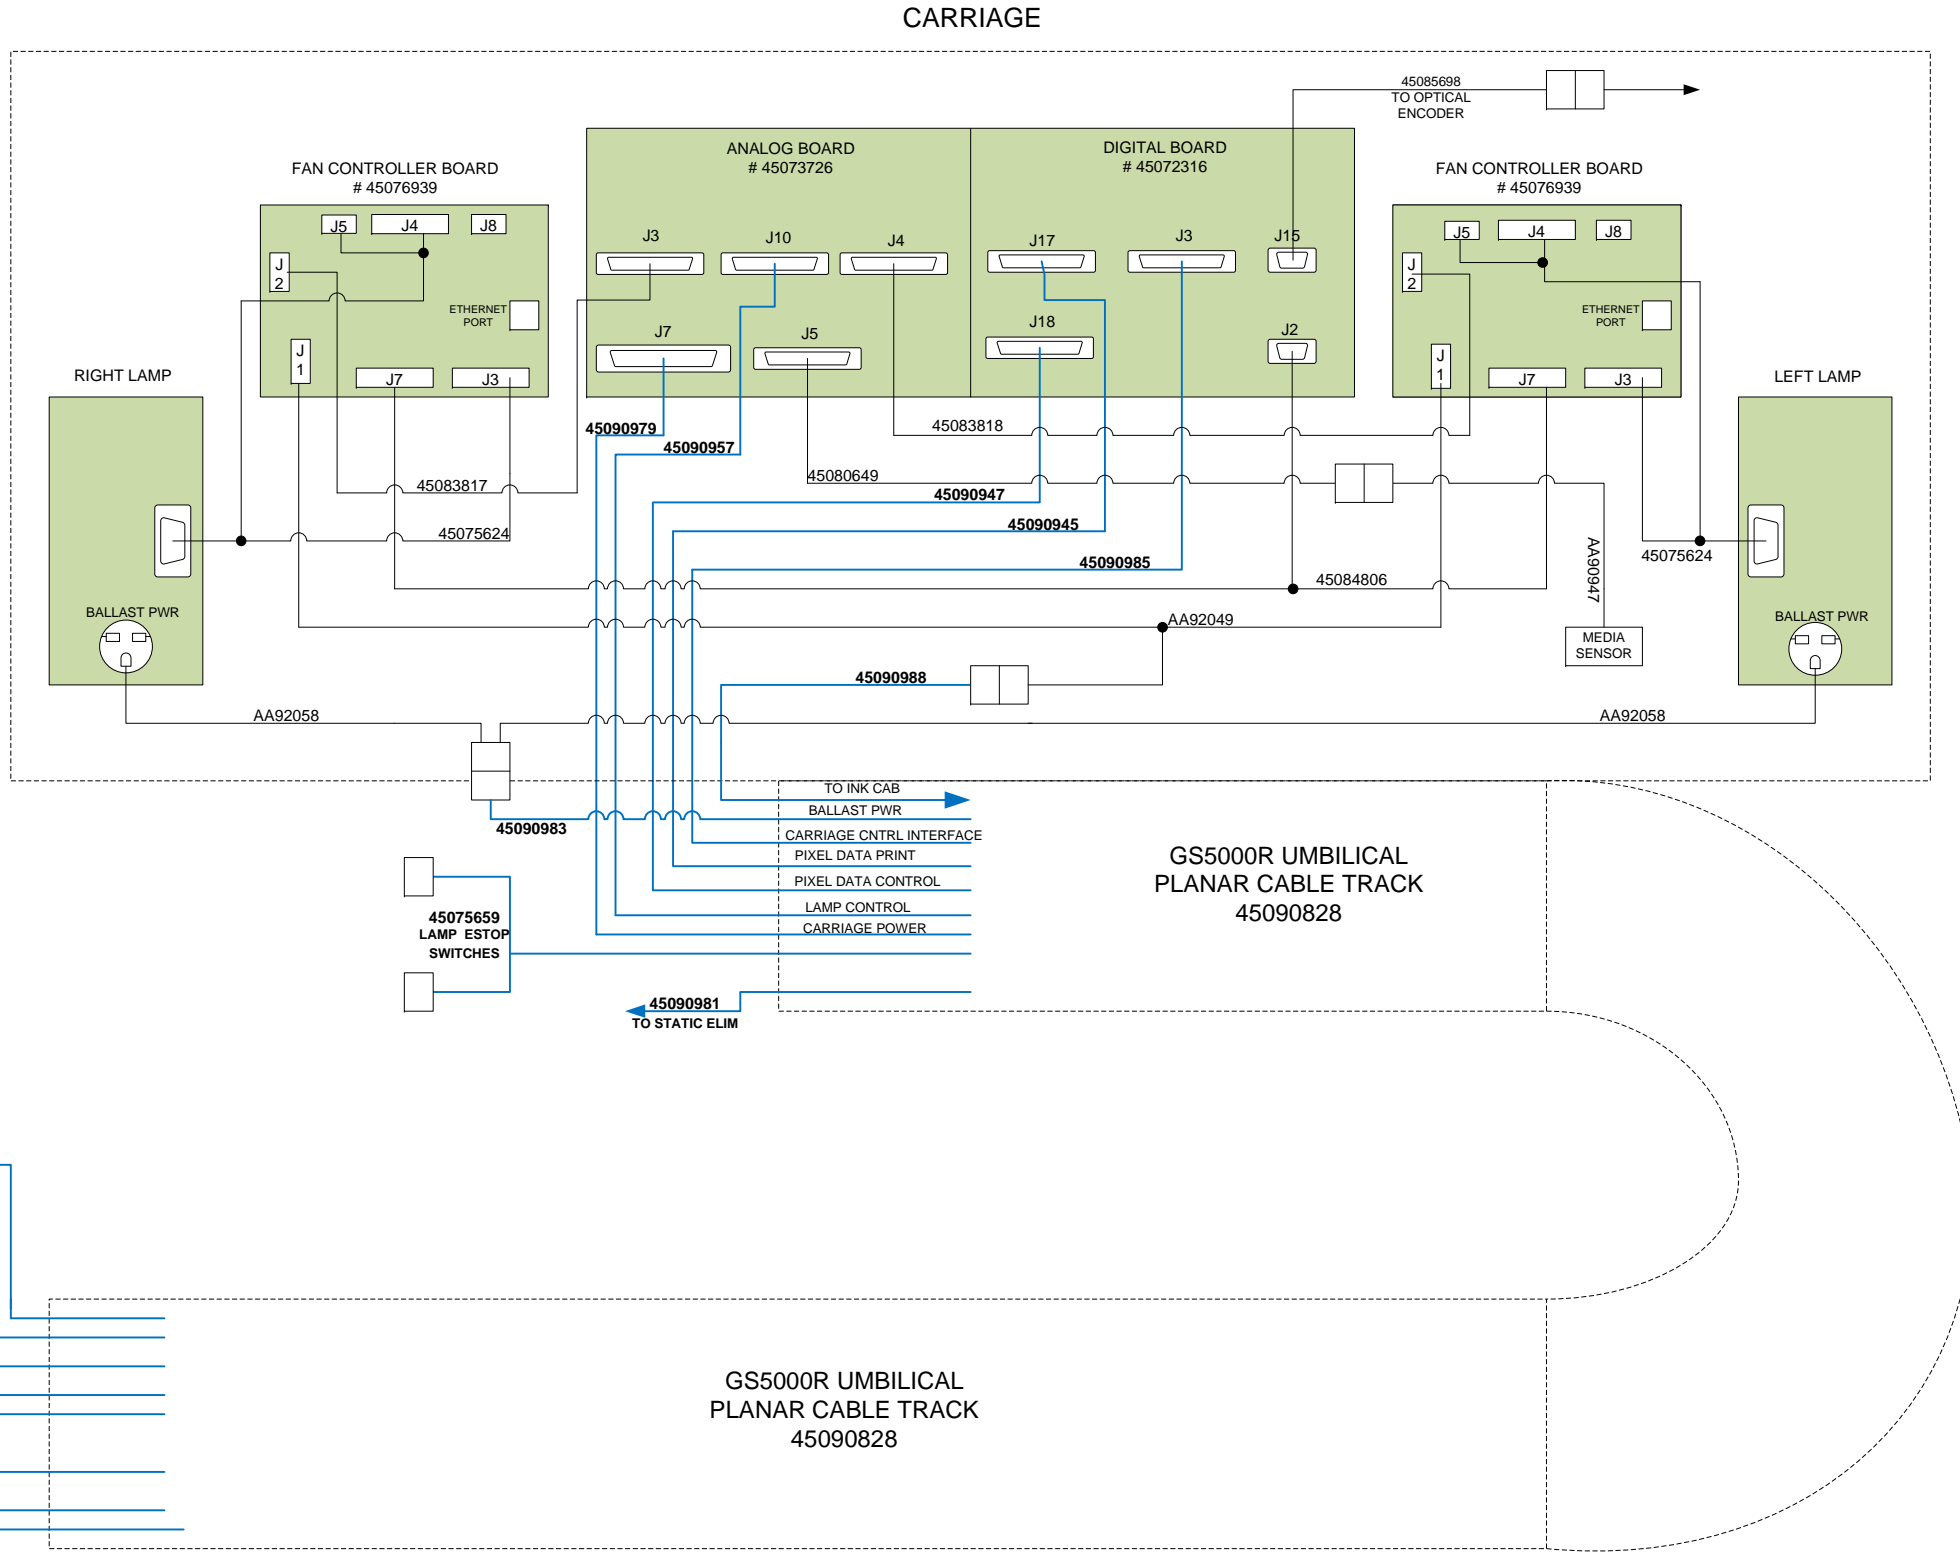 CARRIAGE
45085698
TO OPTICAL
ENCODER
FAN CONTROLLER BOARD
# 45076939
ANALOG BOARD
# 45073726
DIGITAL BOARD
# 45072316
FAN CONTROLLER BOARD
# 45076939
J5
J4
J8
J
2
ETHERNET
PORT
J
1
J7
J3
J3
J10
J4
J7
J5
J17
J3
J15
J18
J2
J5
J4
J8
J
2
ETHERNET
PORT
J
1
J7
J3
RIGHT LAMP
LEFT LAMP
45090979
45090957
45083818
45083817
45080649
45090947
45090945
45075624
45090985
45084806
AA90947
45075624
BALLAST PWR
AA92049
MEDIA
SENSOR
BALLAST PWR
45090988
AA92058
AA92058
TO INK CAB
BALLAST PWR
45090983
CARRIAGE CNTRL INTERFACE
PIXEL DATA PRINT
PIXEL DATA CONTROL
LAMP CONTROL
CARRIAGE POWER
GS5000R UMBILICAL
PLANAR CABLE TRACK
45090828
45075659
LAMP ESTOP
SWITCHES
45090981
TO STATIC ELIM
GS5000R UMBILICAL
PLANAR CABLE TRACK
45090828